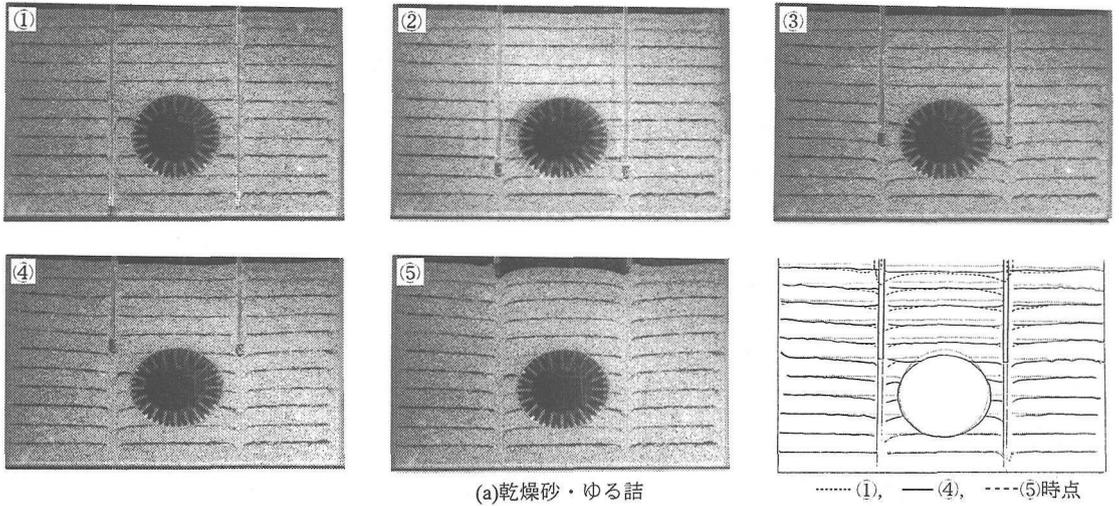 ①
②
③
④
⑤
…… ①, —— ④, ---- ⑤時点
(a)乾燥砂・ゆる詰